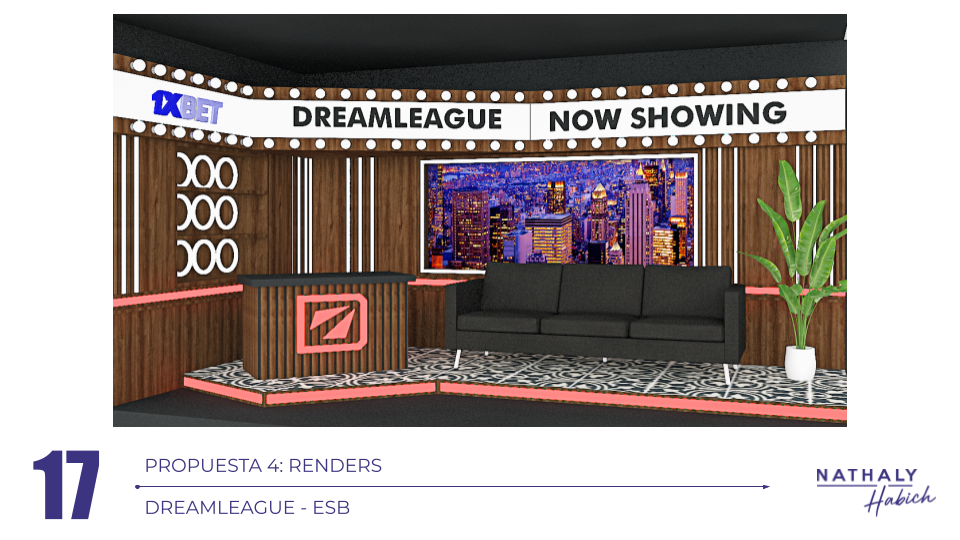 1XBET
DREAMLEAGUE
NOW SHOWING
17
PROPUESTA 4: RENDERS
DREAMLEAGUE - ESB
NATHALY
Habich